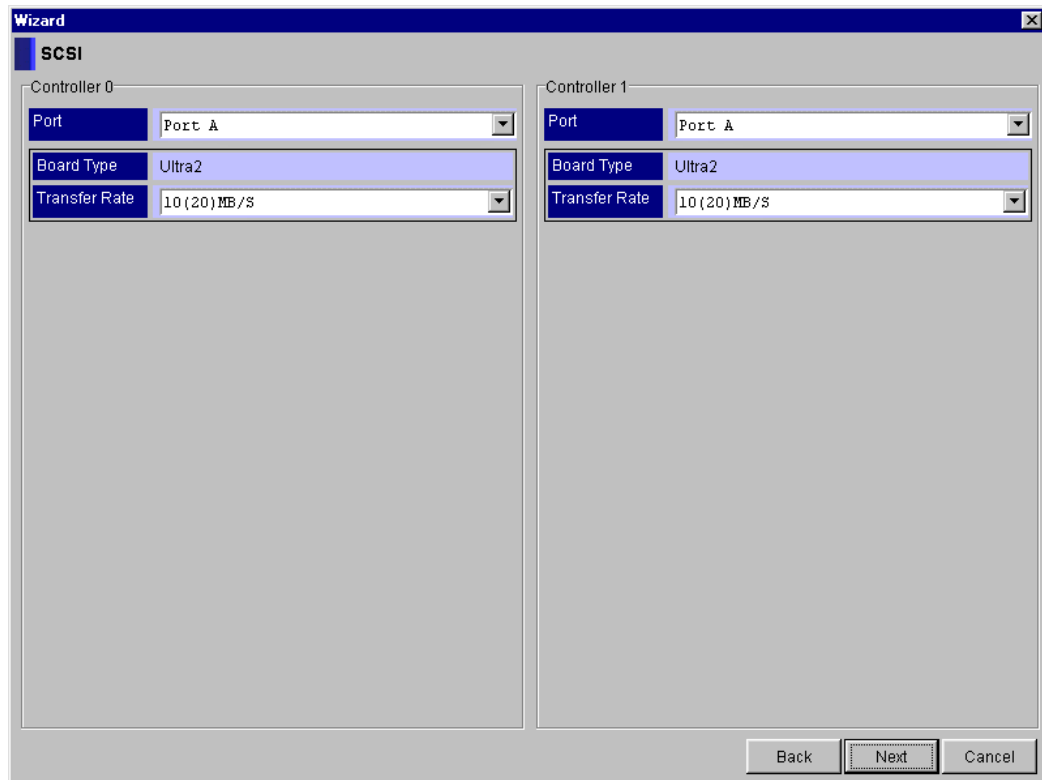 Wizard
SCSI
Controller 0
Port
Port A
Board Type
Ultra2
Transfer Rate
10(20)MB/S
Controller 1
Port
Port A
Board Type
Ultra2
Transfer Rate
10(20)MB/S
Back
Next
Cancel